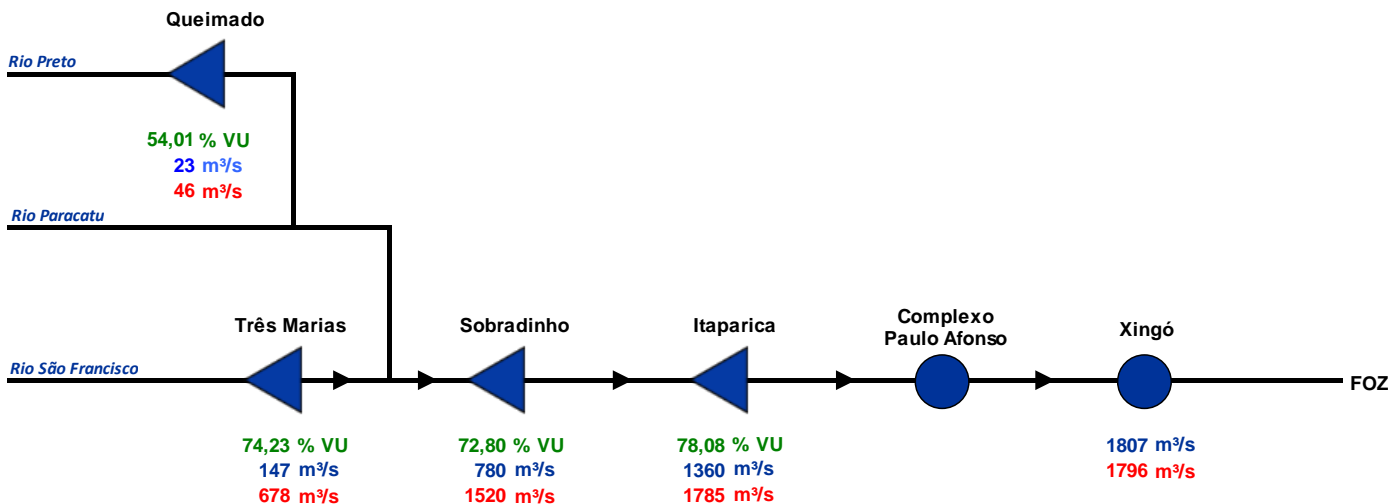 Queimado
Rio Preto
54,01 % VU
23 m³/s
46 m³/s
Rio Paracatu
Três Marias
Sobradinho
Itaparica
Complexo
Paulo Afonso
Xingó
Rio São Francisco
FOZ
74,23 % VU
147 m³/s
678 m³/s
72,80 % VU
780 m³/s
1520 m³/s
78,08 % VU
1360 m³/s
1785 m³/s
1807 m³/s
1796 m³/s